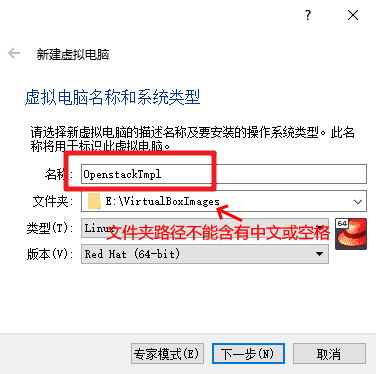 ?
新建虚拟电脑
虚拟电脑名称和系统类型
请选择新虚拟电脑的描述名称及要安装的操作系统类型。此名
称将用于标识此虚拟电脑。
名称: OpenstackTmpl
文件夹: E:\VirtualBoxImages
类型(T): Linux
文件夹路径不能含有中文或空格
64
版本(V): Red Hat (64-bit)
专家模式(E) 下一步(N) 取消